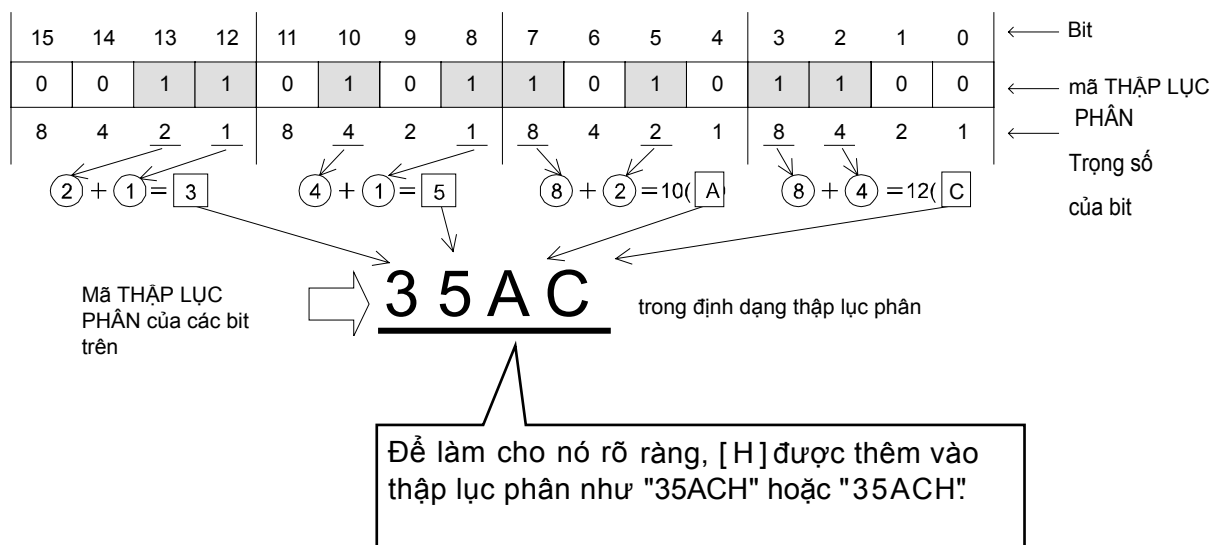 15 14 13 12 11 10 9 8 7 6 5 4 3 2 1 0 Bit
0 0 1 1 0 1 0 1 1 0 1 0 1 1 0 0 mã THẬP LỤC
PHÂN
8 4 2 1 8 4 2 1 8 4 2 1 8 4 2 1
Trọng số
của bit
2 + 1 = 3 4 + 1 = 5 8 + 2 =10( A) 8 + 4 =12( C
35AC
Mã THẬP LỤC
PHÂN của các bit
trên
trong định dạng thập lục phân
Để làm cho nó rõ ràng, [H] được thêm vào
thập lục phân như "35ACH" hoặc "35ACH".